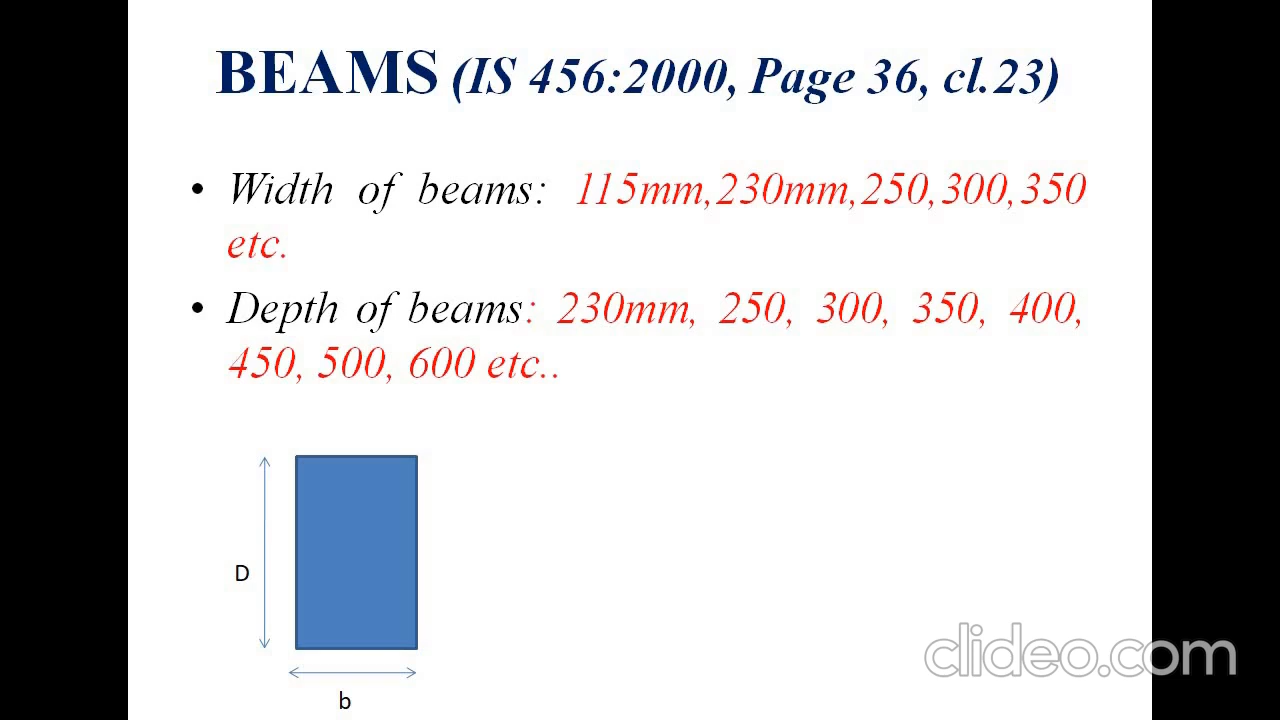 BEAMS (IS 456:2000, Page 36, cl.23)
• Width of beams: 115mm,230mm,250,300,350
etc.
• Depth of beams: 230mm, 250, 300, 350, 400,
450, 500, 600 etc..
D
b
clideo.com